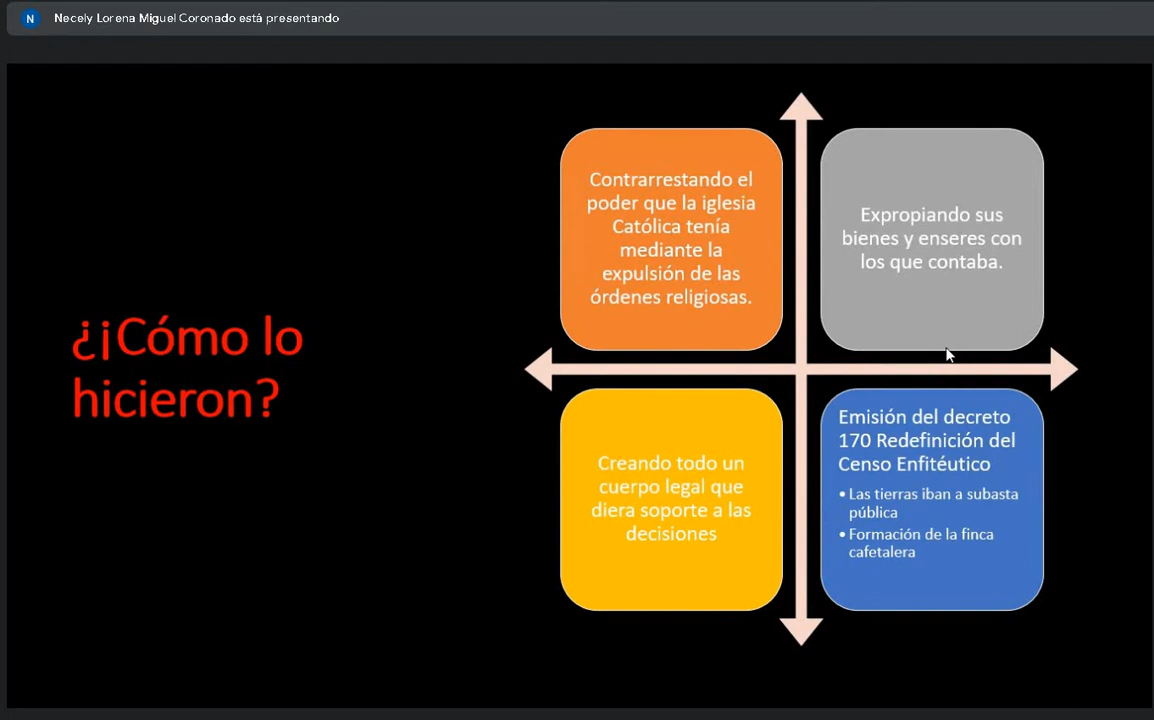 N
Necely Lorena Miguel Coronado está presentando
¿¡Cómo lo
hicieron?
Contrarrestando el
poder que la iglesia
Católica tenía
mediante la
expulsión de las
órdenes religiosas.
Expropiando sus
bienes y enseres con
los que contaba.
Creando todo un
cuerpo legal que
diera soporte a las
decisiones
Emisión del decreto
170 Redefinición del
Censo Enfitéutico
• Las tierras iban a subasta
pública
• Formación de la finca
cafetalera